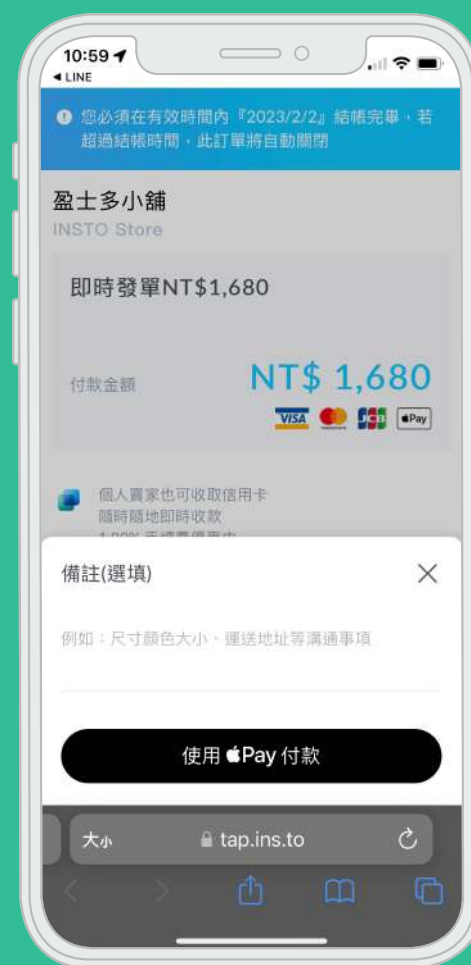 10:59
◀ LINE
您必須在有效時間內『2023/2/2』結帳完畢，若
超過結帳時間，此訂單將自動關閉
盈士多小舖
INSTO Store
即時發單NT$1,680
付款金額
NT$ 1,680
VISA JCB Pay
個人賣家也可收取信用卡
隨時隨地即時收款
備註(選填)
例如：尺寸顏色大小、運送地址等溝通事項
使用 Pay 付款
大小
tap.ins.to